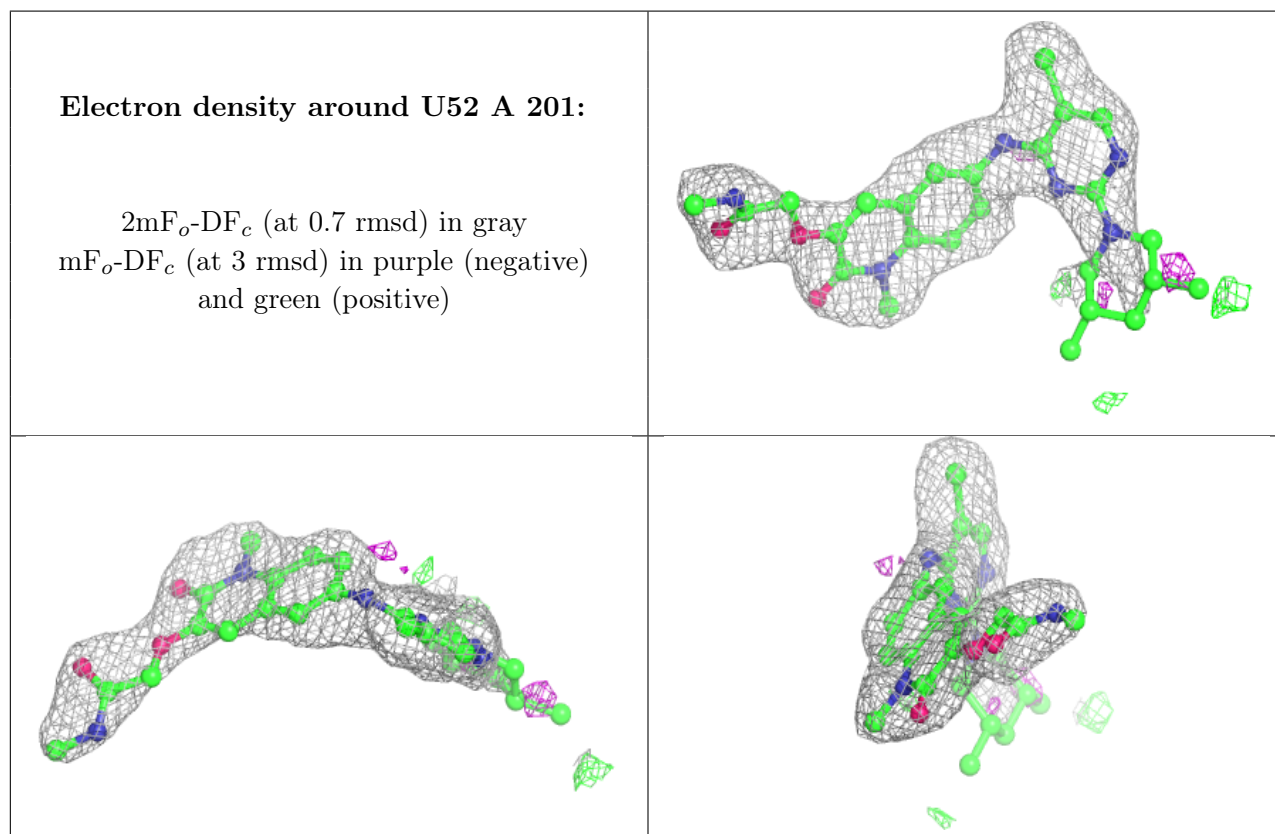 Electron density around U52 A 201:
2mFₒ-DF𝒸 (at 0.7 rmsd) in gray
mFₒ-DF𝒸 (at 3 rmsd) in purple (negative)
and green (positive)